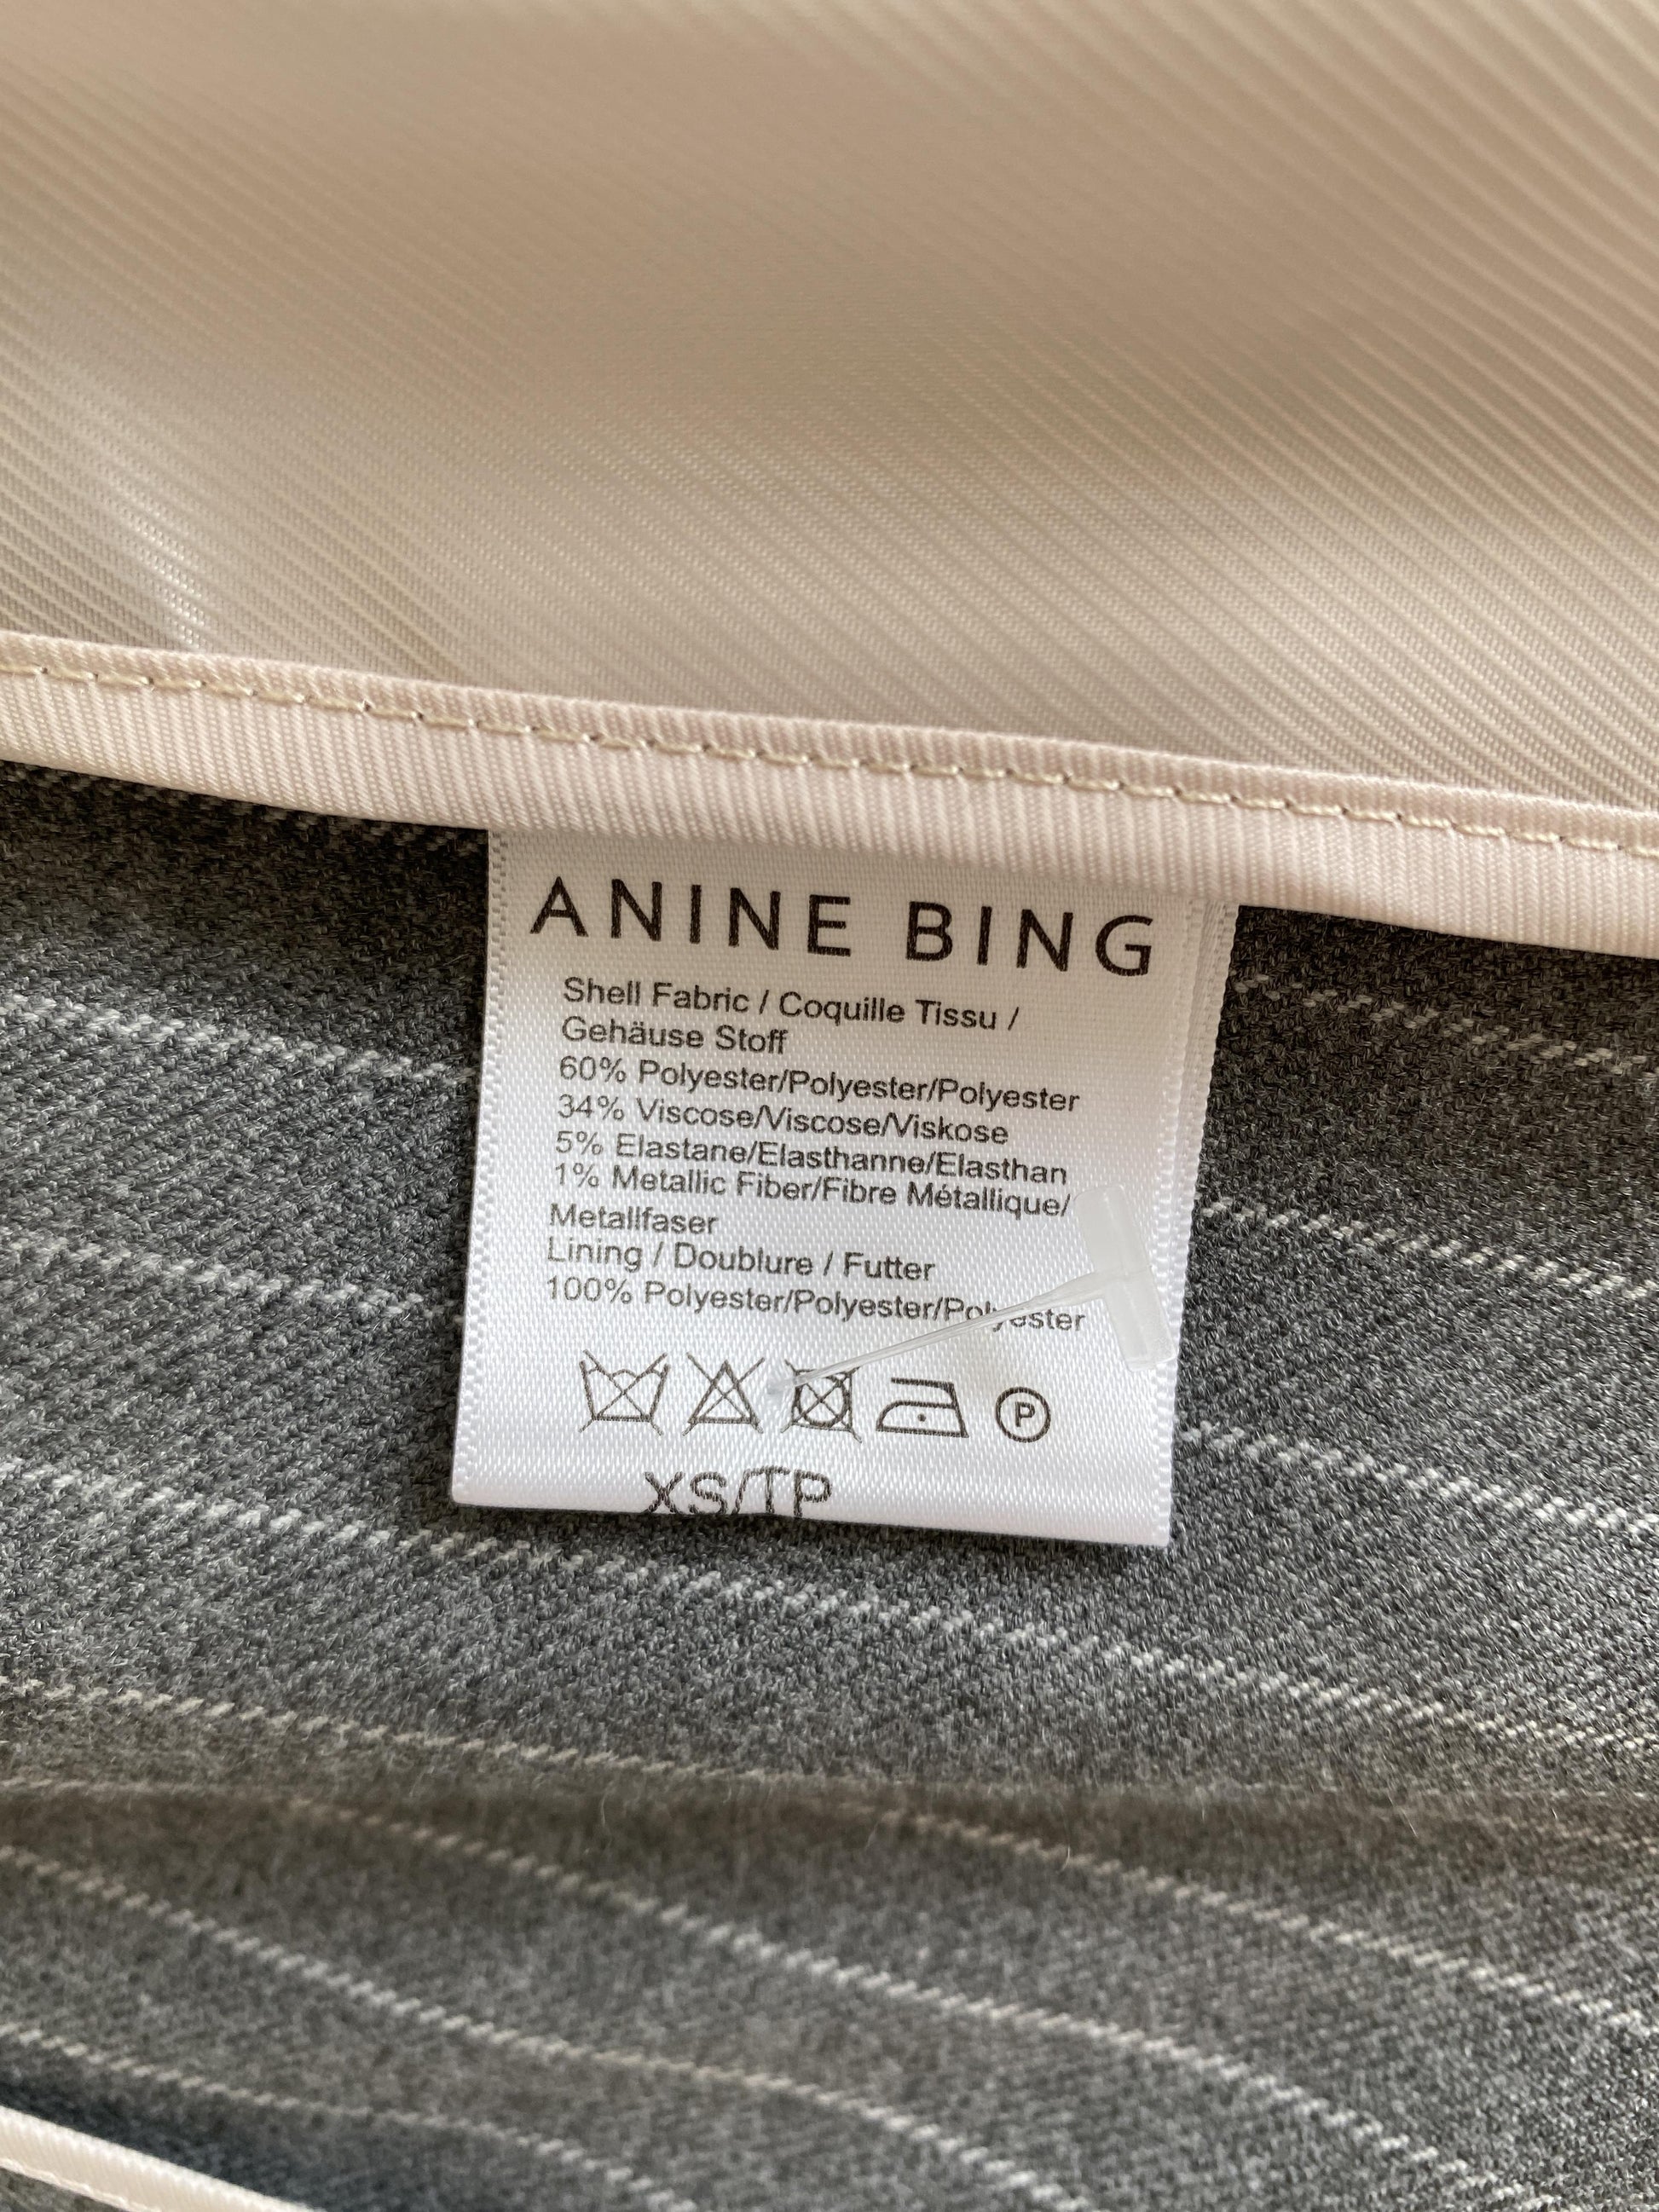 ANINE BING
Shell Fabric / Coquille Tissu /
Gehäuse Stoff
60% Polyester/Polyester/Polyester
34% Viscose/Viscose/Viskose
5% Elastane/Elasthanne/Elasthan
1% Metallic Fiber/Fibre Métallique/
Metallfaser
Lining / Doublure / Futter
100% Polyester/Polyester/Polyester
P
XS/TP